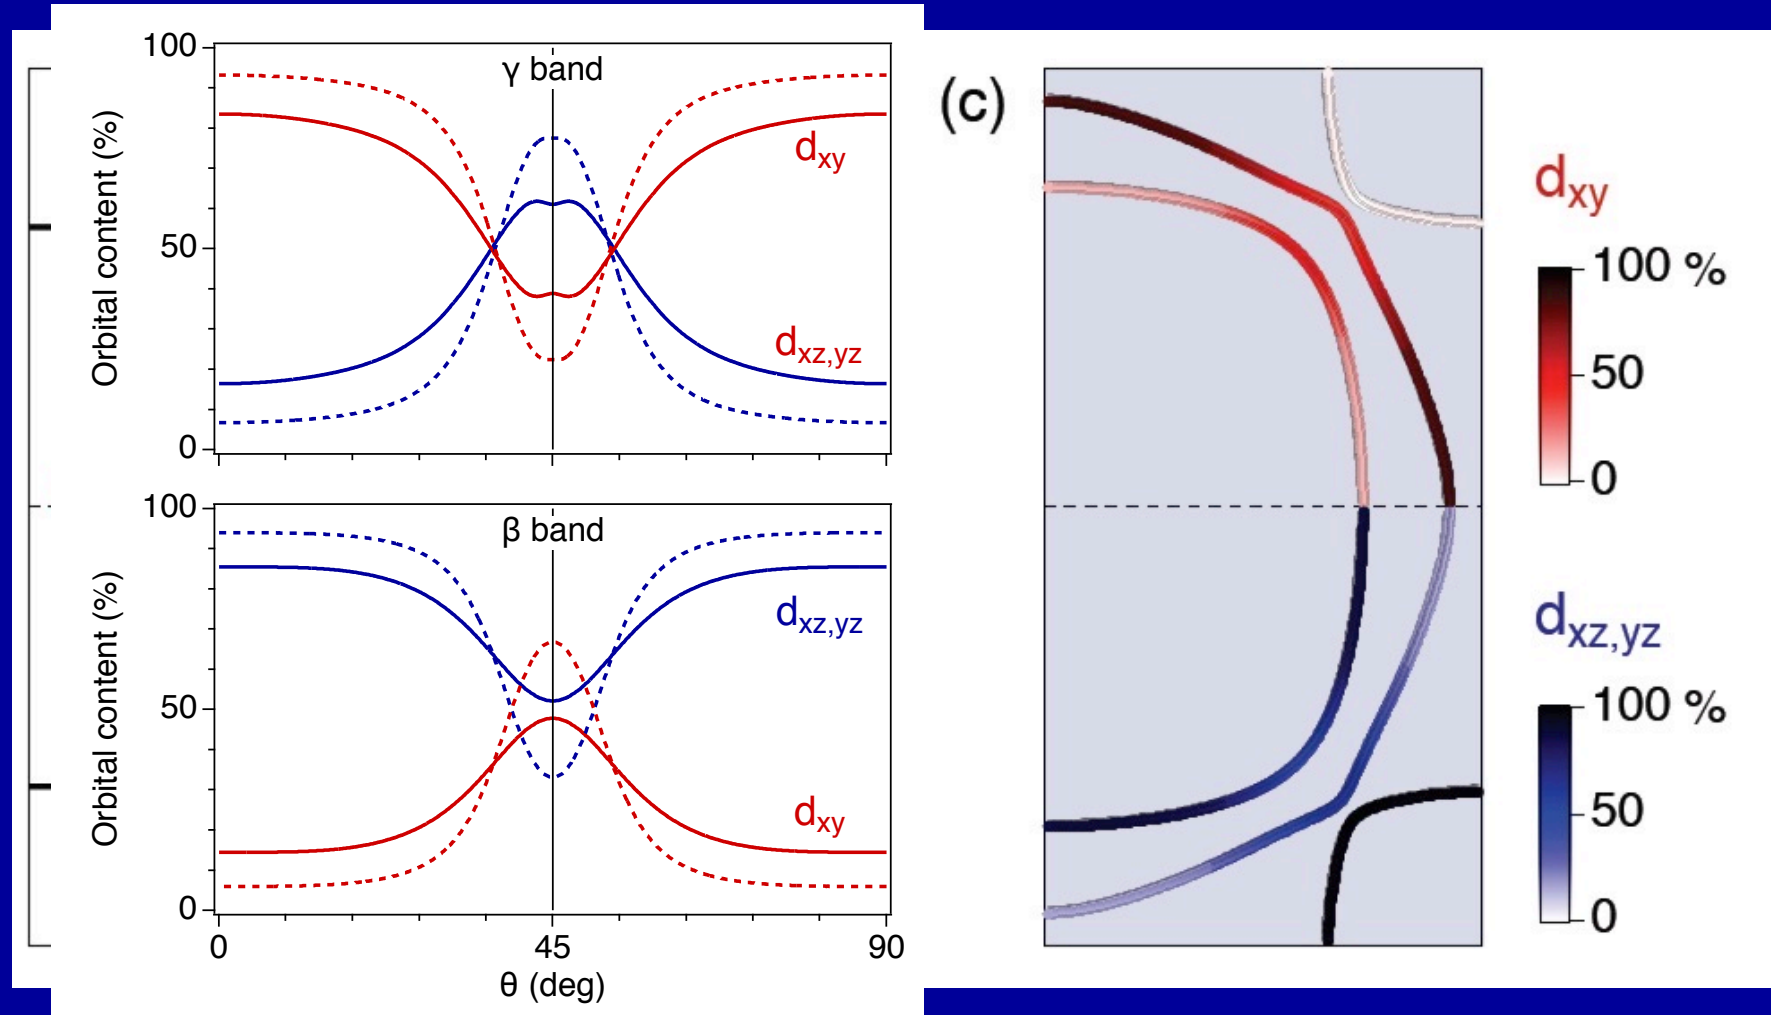 100
50
0
Orbital content (%)
γ band
dxy
dxz,yz
100
50
0
Orbital content (%)
β band
dxz,yz
dxy
0 45 90
θ (deg)
(c)
dxy
100 %
50
0
dxz,yz
100 %
50
0